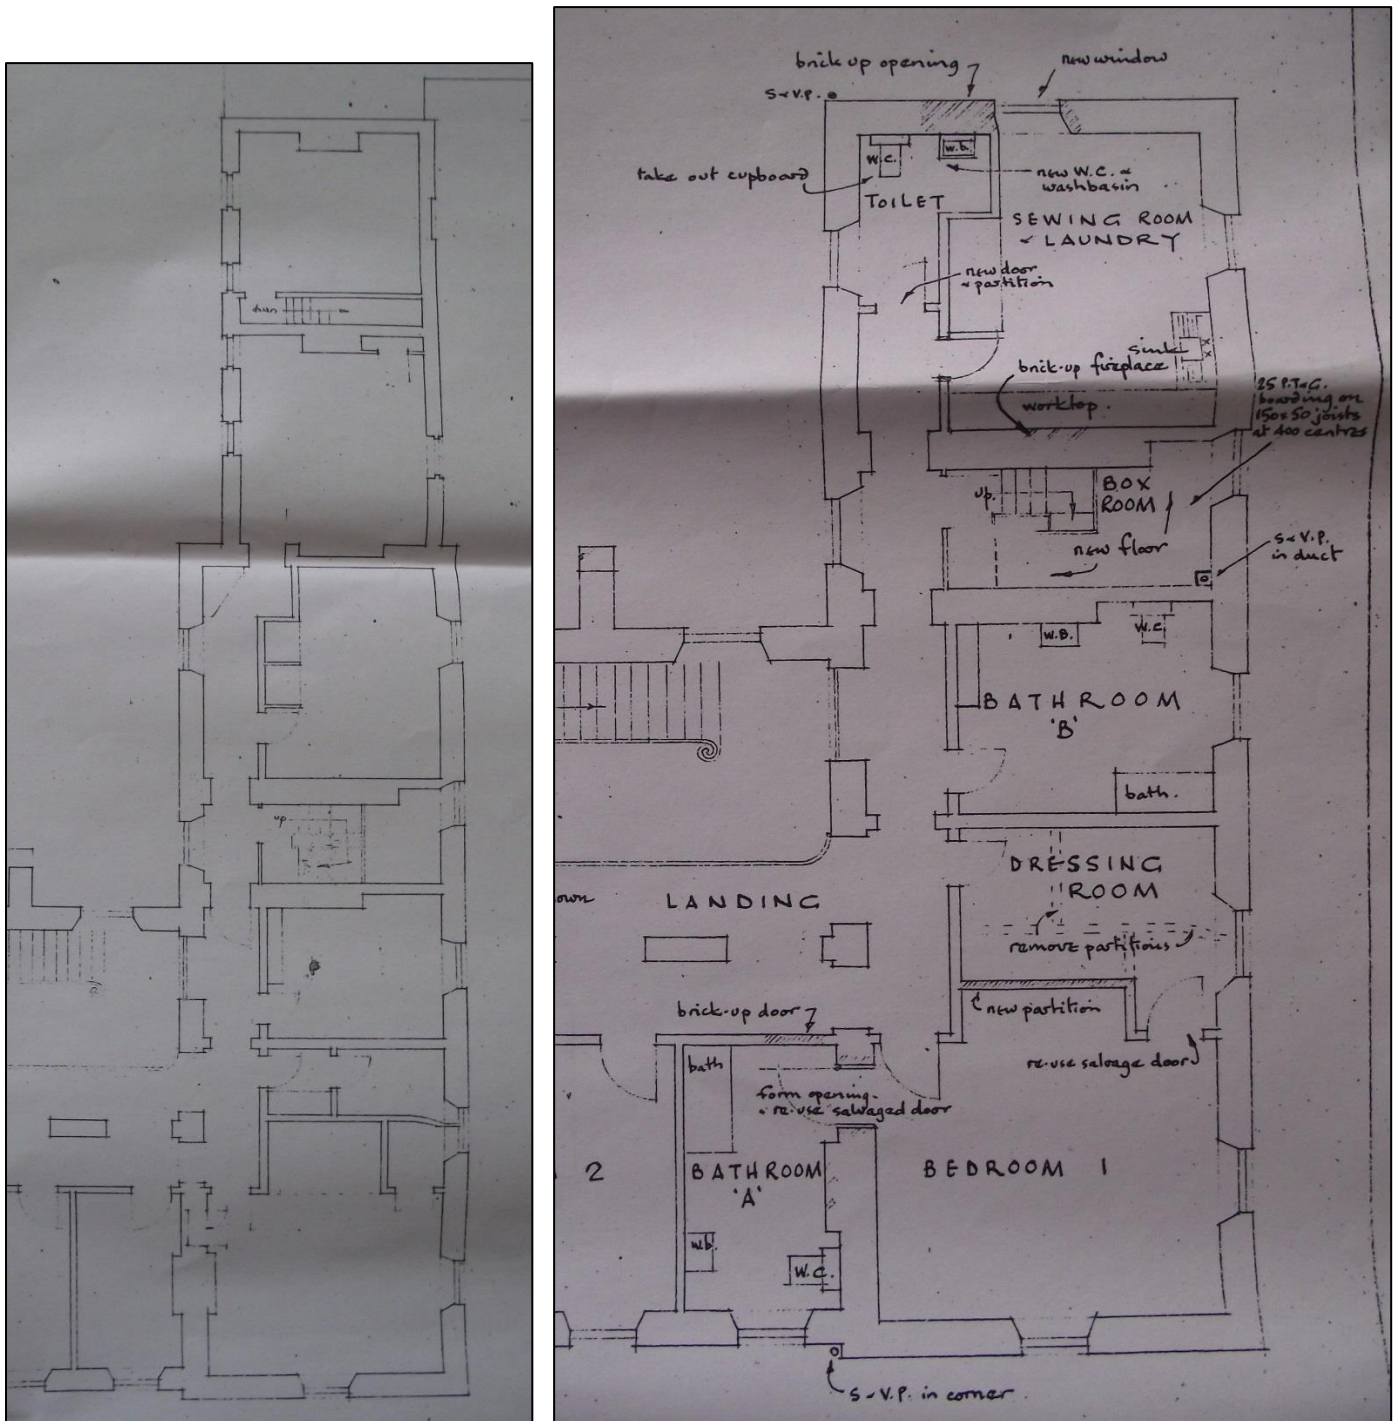 down
up
brick up opening
new window
S & V.P.
W.C.
w.b.
take out cupboard
new W.C. &
washbasin
TOILET
SEWING ROOM
& LAUNDRY
new door
& partition
sink
brick-up fireplace
worktop.
25 P.T.&G.
boarding on
150x50 joists
at 400 centres
up.
BOX
ROOM
new floor
S & V.P.
in duct
W.B.
W.C.
BATHROOM
'B'
bath.
DRESSING
ROOM
own
LANDING
remove partitions
new partition
brick-up door
re-use salvage door
bath
form opening.
& re-use salvaged door
2
BATHROOM
'A'
BEDROOM 1
w.b.
W.C.
S & V.P. in corner.